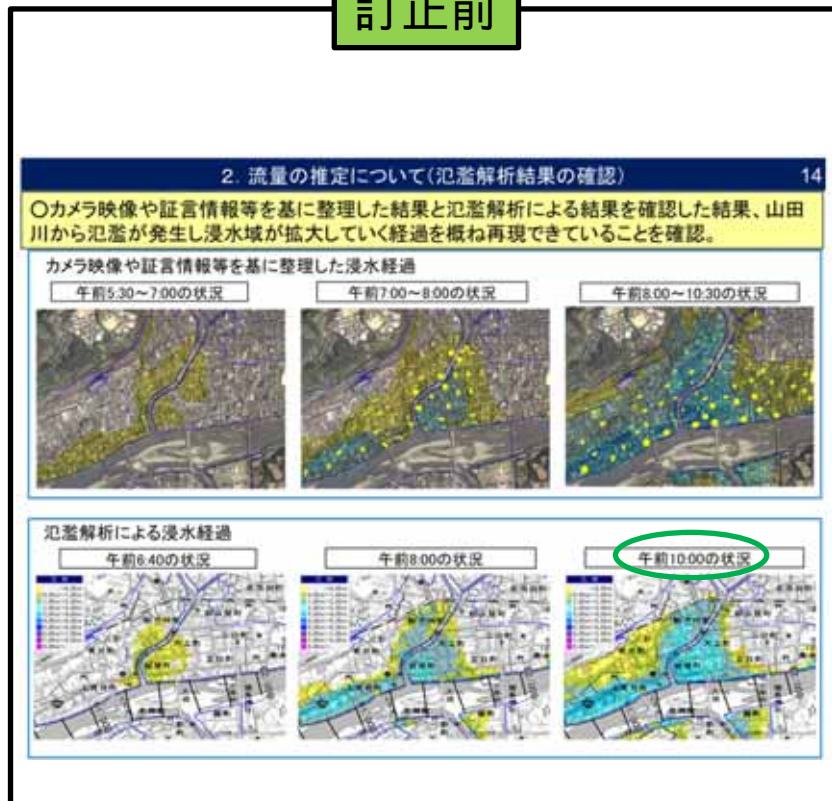 訂正前
2. 流量の推定について(氾濫解析結果の確認)
14
〇カメラ映像や証言情報等を基に整理した結果と氾濫解析による結果を確認した結果、山田
川から氾濫が発生し浸水域が拡大していく経過を概ね再現できていることを確認。
カメラ映像や証言情報等を基に整理した浸水経過
午前5:30～7:00の状況
午前7:00～8:00の状況
午前8:00～10:30の状況
氾濫解析による浸水経過
午前6:40の状況
午前8:00の状況
午前10:00の状況